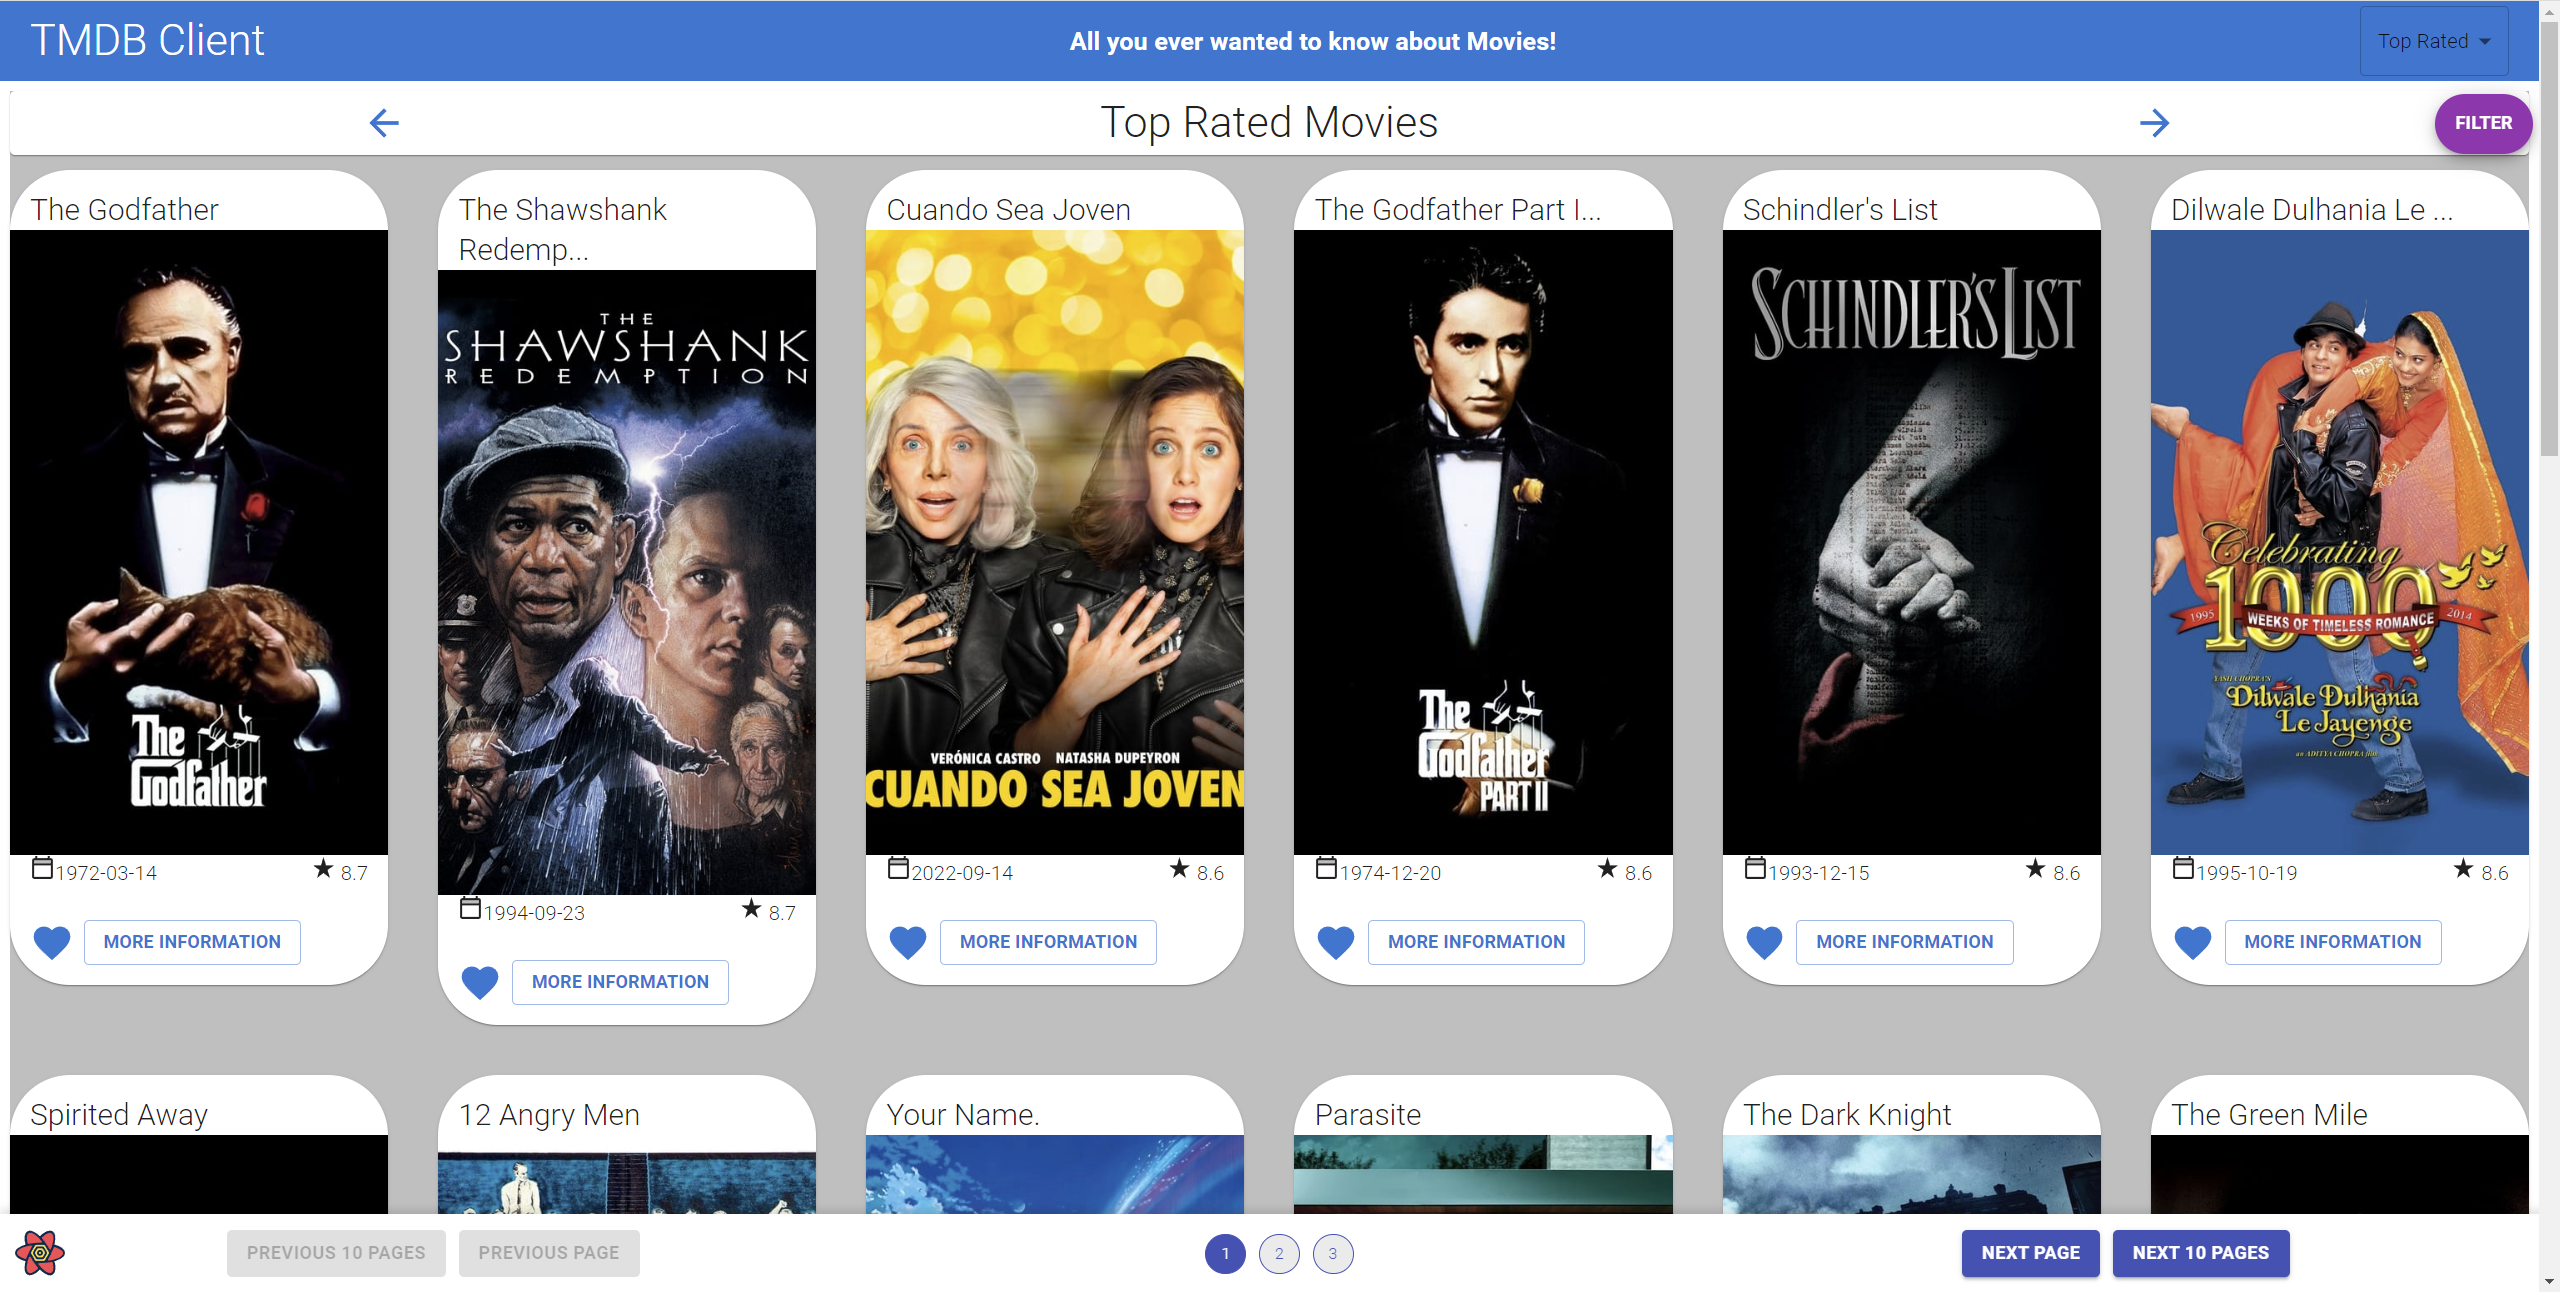 TMDB Client
All you ever wanted to know about Movies!
Top Rated
Top Rated Movies
FILTER
The Godfather
The Shawshank
Redemp...
Cuando Sea Joven
The Godfather Part I...
Schindler's List
Dilwale Dulhania Le ...
The
Godfather
THE
SHAWSHANK
REDEMPTION
VERÓNICA CASTRO NATASHA DUPEYRON
CUANDO SEA JOVEN
The
Godfather
PART II
SCHINDLER'S LIST
Celebrating
1000
1995
WEEKS OF TIMELESS ROMANCE
2014
YASH CHOPRA'S
Dilwale Dulhania
Le Jayenge
an ADITYA CHOPRA film
1972-03-14 8.7
1994-09-23 8.7
2022-09-14 8.6
1974-12-20 8.6
1993-12-15 8.6
1995-10-19 8.6
MORE INFORMATION
MORE INFORMATION
MORE INFORMATION
MORE INFORMATION
MORE INFORMATION
MORE INFORMATION
Spirited Away
12 Angry Men
Your Name.
Parasite
The Dark Knight
The Green Mile
PREVIOUS 10 PAGES
PREVIOUS PAGE
1 2 3
NEXT PAGE
NEXT 10 PAGES